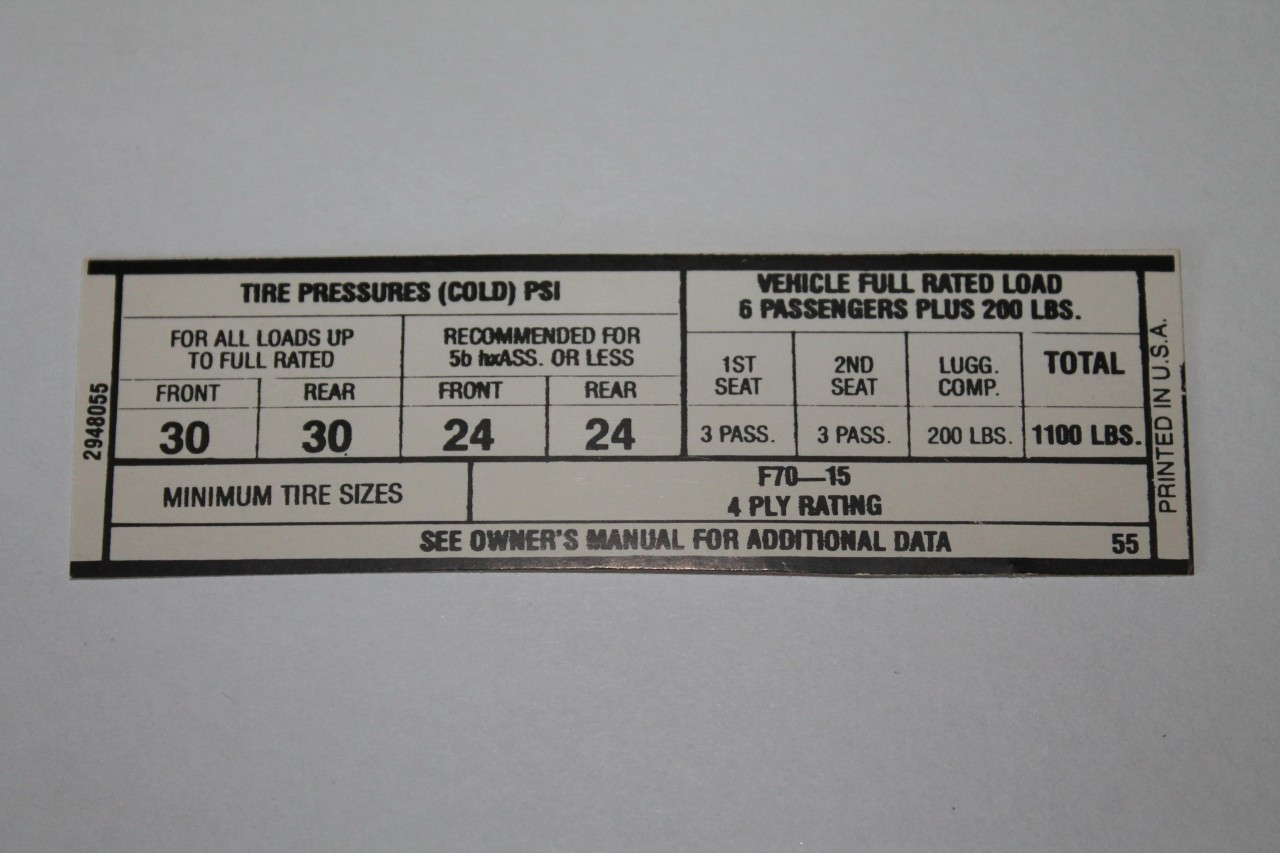 TIRE PRESSURES (COLD) PSI
FOR ALL LOADS UP
TO FULL RATED
RECOMMENDED FOR
5b hxASS. OR LESS
FRONT REAR FRONT REAR
30 30 24 24
VEHICLE FULL RATED LOAD
6 PASSENGERS PLUS 200 LBS.
1ST
SEAT
2ND
SEAT
LUGG.
COMP.
TOTAL
3 PASS. 3 PASS. 200 LBS. 1100 LBS.
MINIMUM TIRE SIZES
F70—15
4 PLY RATING
SEE OWNER'S MANUAL FOR ADDITIONAL DATA 55
2948055
PRINTED IN U.S.A.